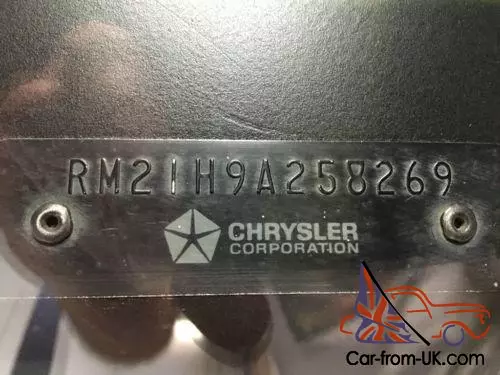 RM21H9A258269
CHRYSLER
CORPORATION
Car-from-UK.com